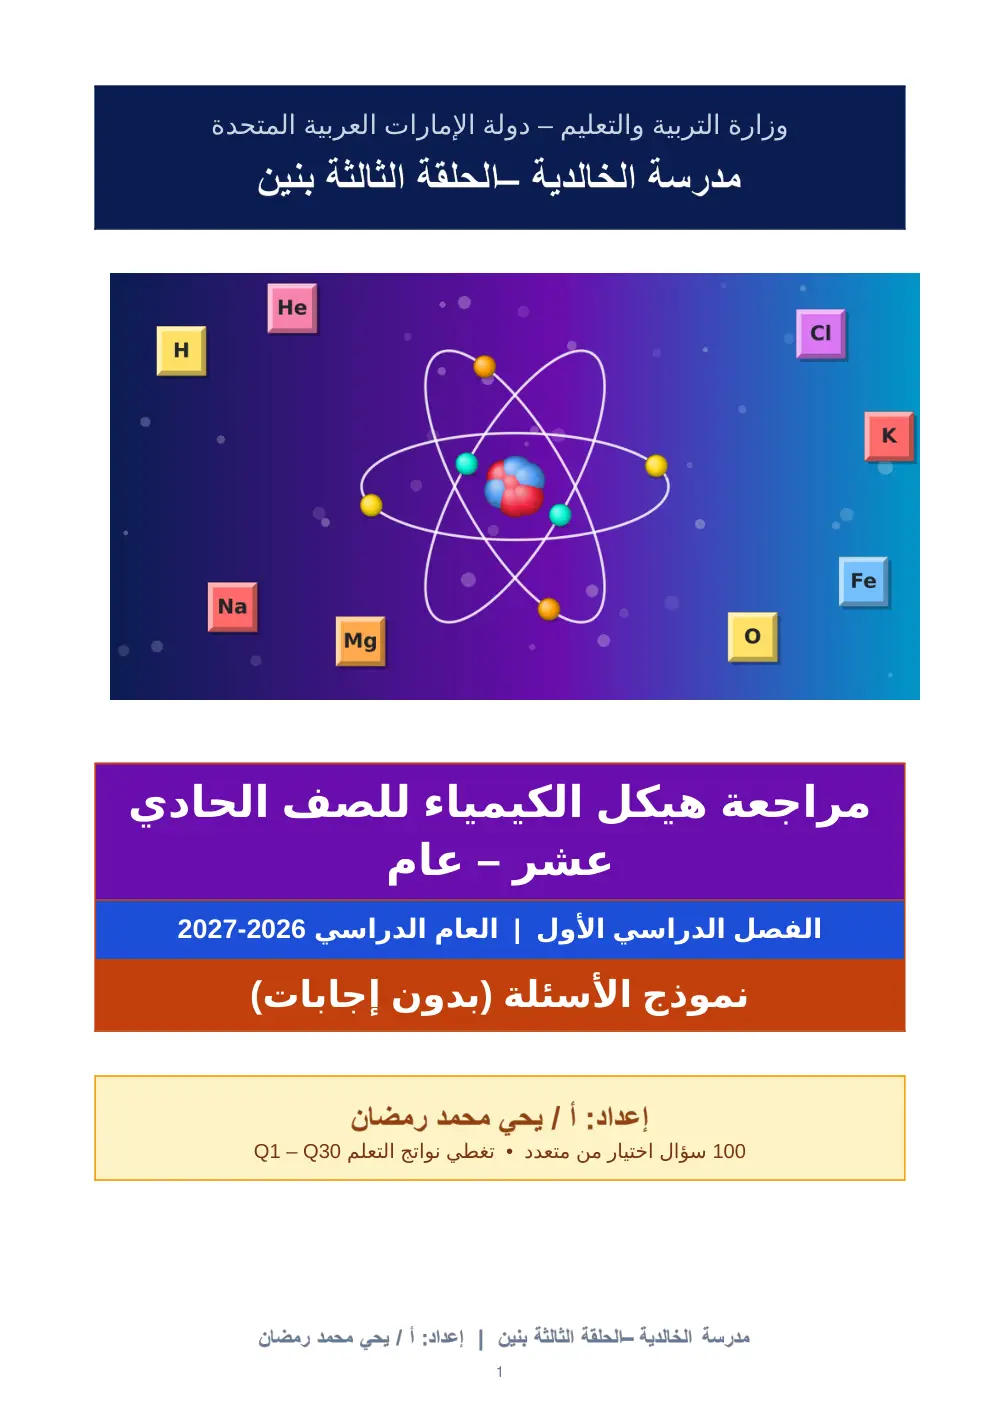 وزارة التربية والتعليم – دولة الإمارات العربية المتحدة
مدرسة الخالدية –الحلقة الثالثة بنين
He
H
Cl
K
Fe
Na
Mg
O
مراجعة هيكل الكيمياء للصف الحادي
عشر – عام
الفصل الدراسي الأول | العام الدراسي 2026-2027
نموذج الأسئلة (بدون إجابات)
إعداد: أ / يحي محمد رمضان
100 سؤال اختيار من متعدد • تغطي نواتج التعلم Q1 – Q30
مدرسة الخالدية –الحلقة الثالثة بنين | إعداد: أ / يحي محمد رمضان
1